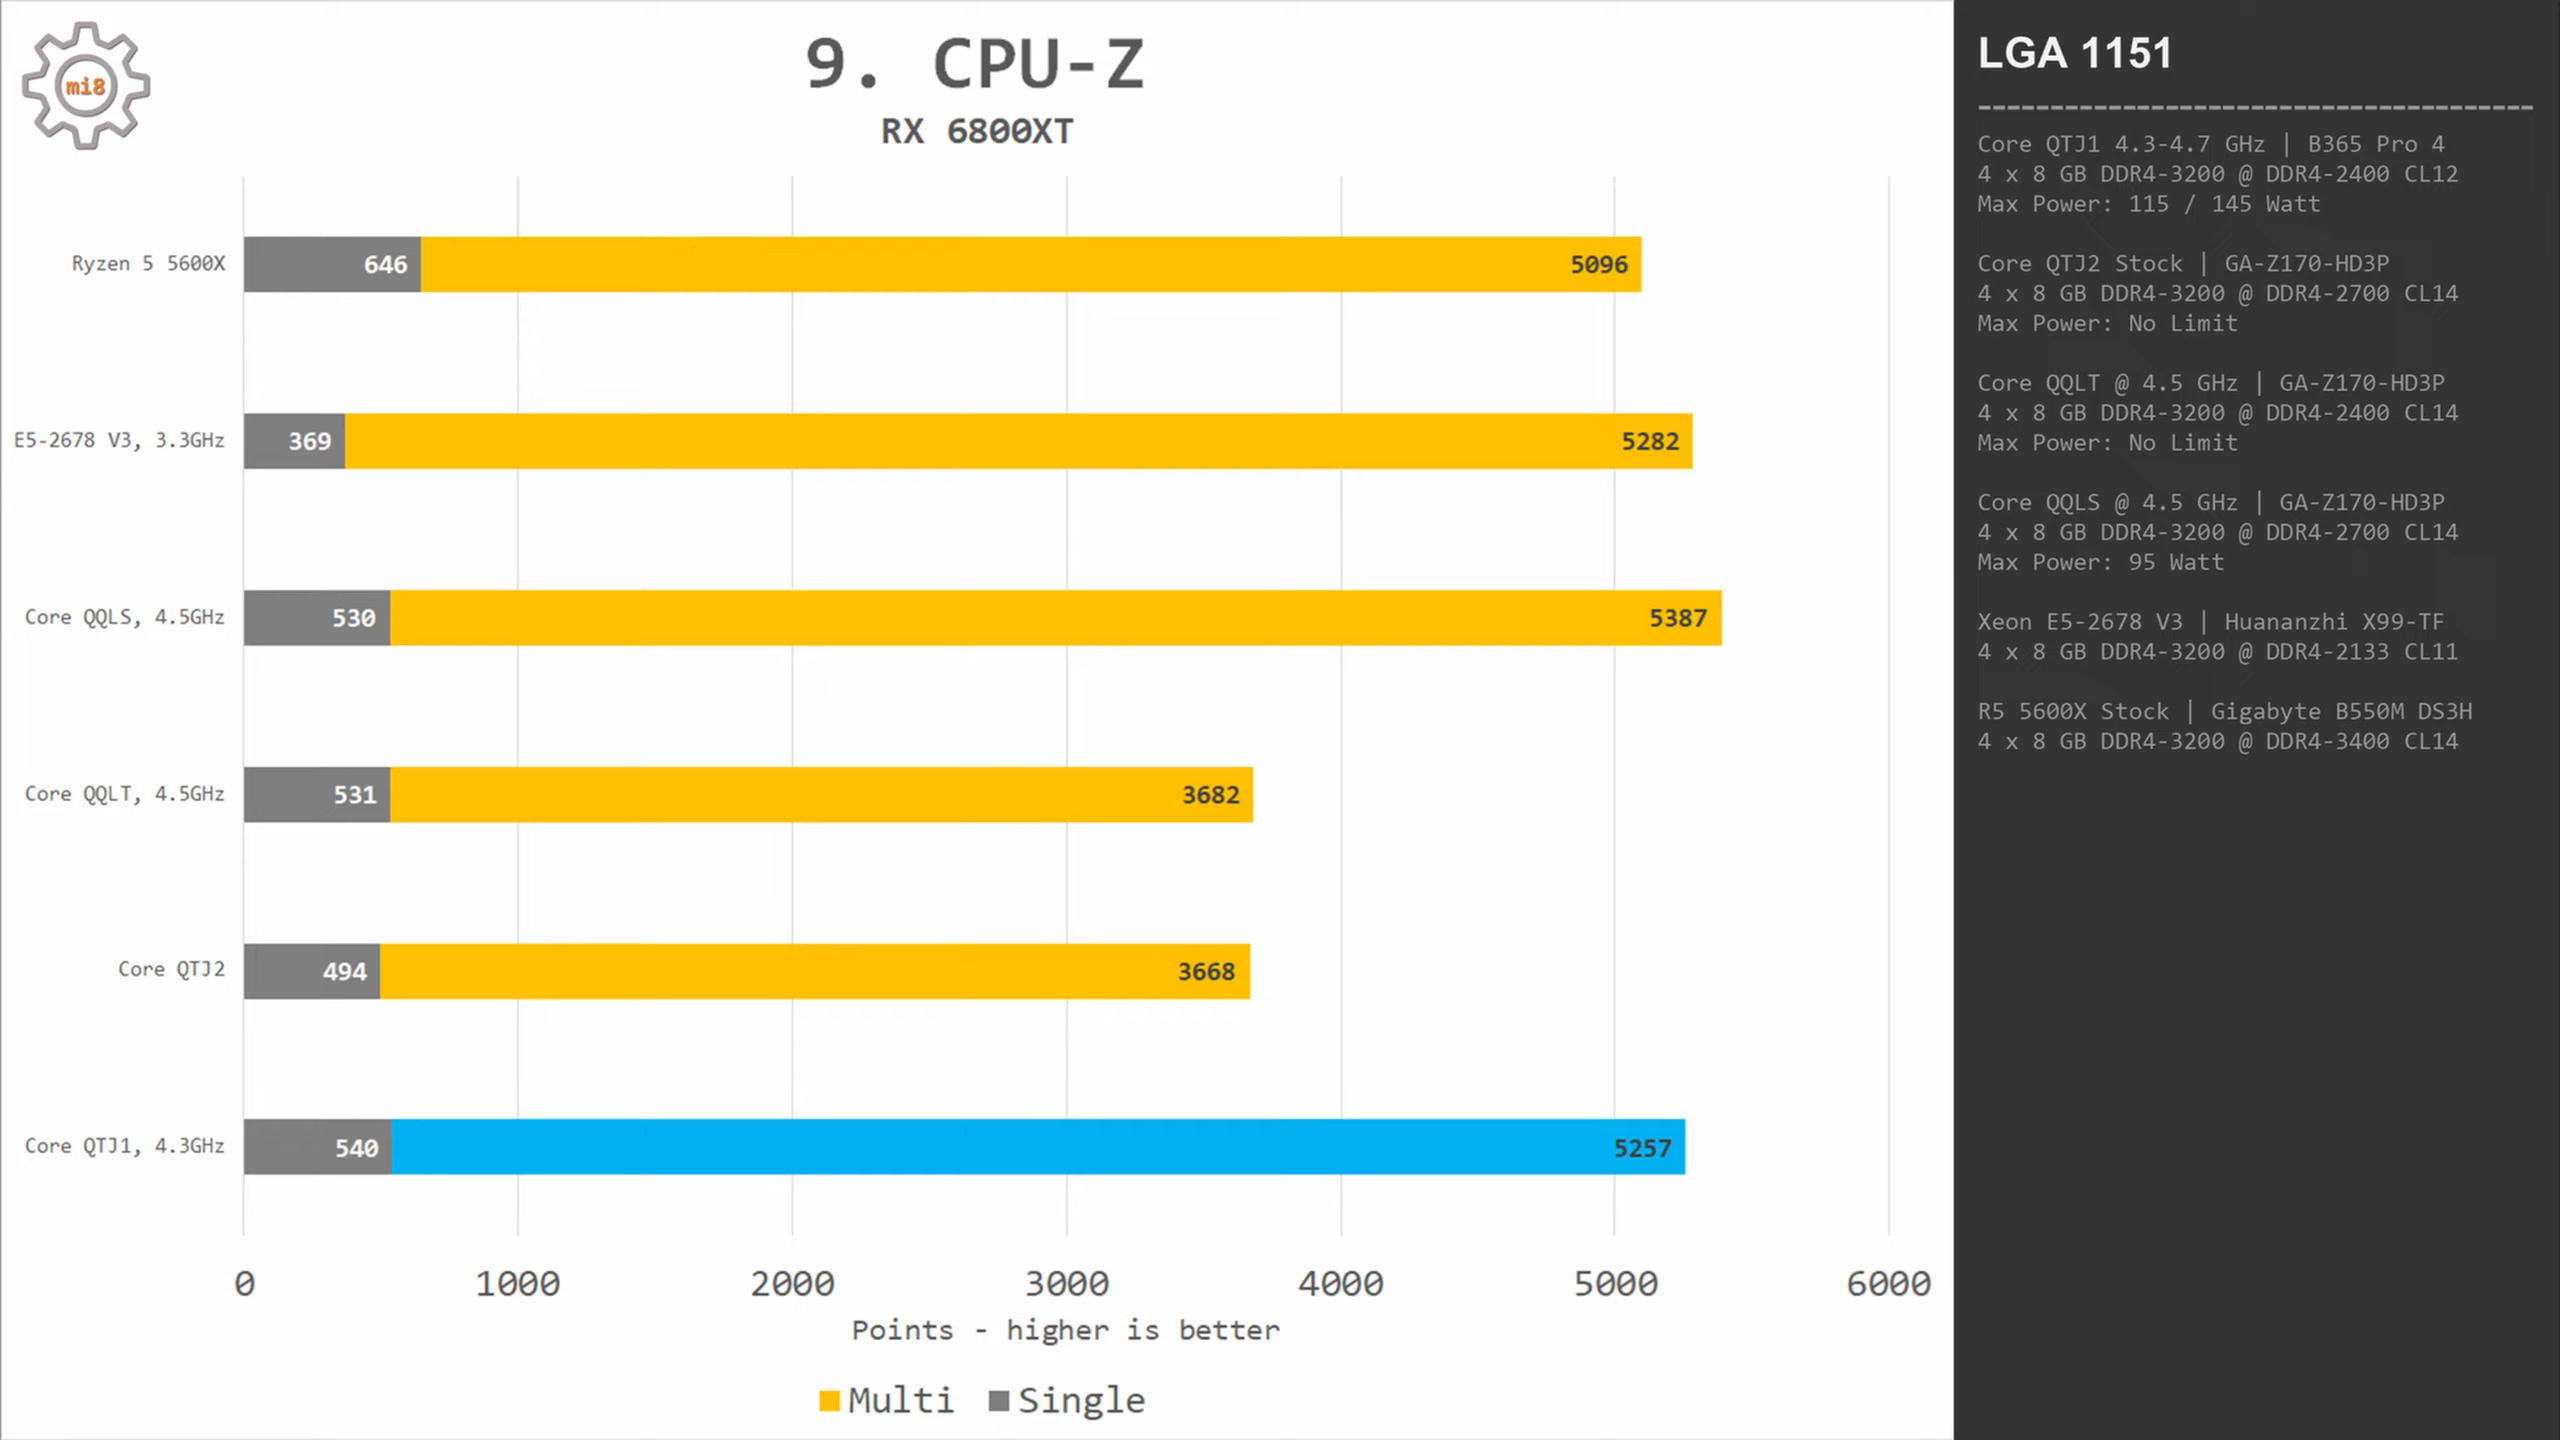 mi8
9. CPU-Z
RX 6800XT
Ryzen 5 5600X
646
5096
E5-2678 V3, 3.3GHz
369
5282
Core QQLS, 4.5GHz
530
5387
Core QQLT, 4.5GHz
531
3682
Core QTJ2
494
3668
Core QTJ1, 4.3GHz
540
5257
0 1000 2000 3000 4000 5000 6000
Points - higher is better
Multi Single
LGA 1151
---------------------------------------
Core QTJ1 4.3-4.7 GHz | B365 Pro 4
4 x 8 GB DDR4-3200 @ DDR4-2400 CL12
Max Power: 115 / 145 Watt
Core QTJ2 Stock | GA-Z170-HD3P
4 x 8 GB DDR4-3200 @ DDR4-2700 CL14
Max Power: No Limit
Core QQLT @ 4.5 GHz | GA-Z170-HD3P
4 x 8 GB DDR4-3200 @ DDR4-2400 CL14
Max Power: No Limit
Core QQLS @ 4.5 GHz | GA-Z170-HD3P
4 x 8 GB DDR4-3200 @ DDR4-2700 CL14
Max Power: 95 Watt
Xeon E5-2678 V3 | Huananzhi X99-TF
4 x 8 GB DDR4-3200 @ DDR4-2133 CL11
R5 5600X Stock | Gigabyte B550M DS3H
4 x 8 GB DDR4-3200 @ DDR4-3400 CL14